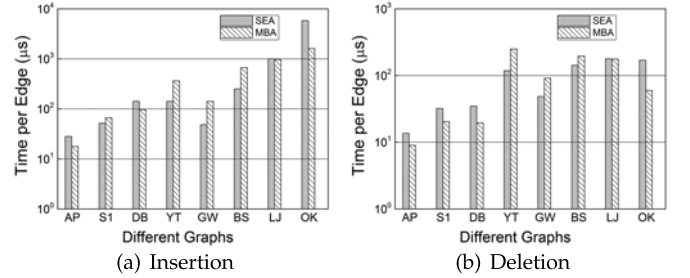 SEA
MBA
Time per Edge (μs)
10⁴
10³
10²
10¹
10⁰
AP S1 DB YT GW BS LJ OK
Different Graphs
(a) Insertion
SEA
MBA
Time per Edge (μs)
10³
10²
10¹
10⁰
AP S1 DB YT GW BS LJ OK
Different Graphs
(b) Deletion